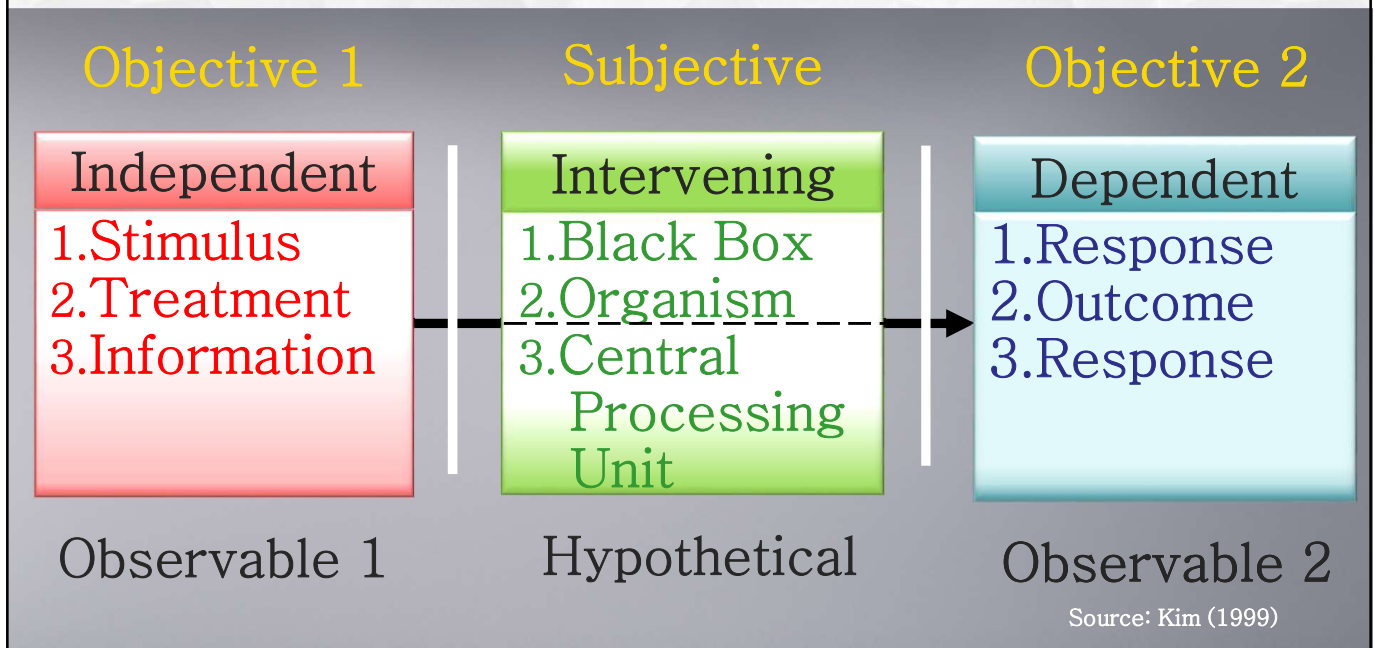 Objective 1
Subjective
Objective 2
Independent
1.Stimulus
2.Treatment
3.Information
Intervening
1.Black Box
2.Organism
3.Central
Processing
Unit
Dependent
1.Response
2.Outcome
3.Response
Observable 1
Hypothetical
Observable 2
Source: Kim (1999)